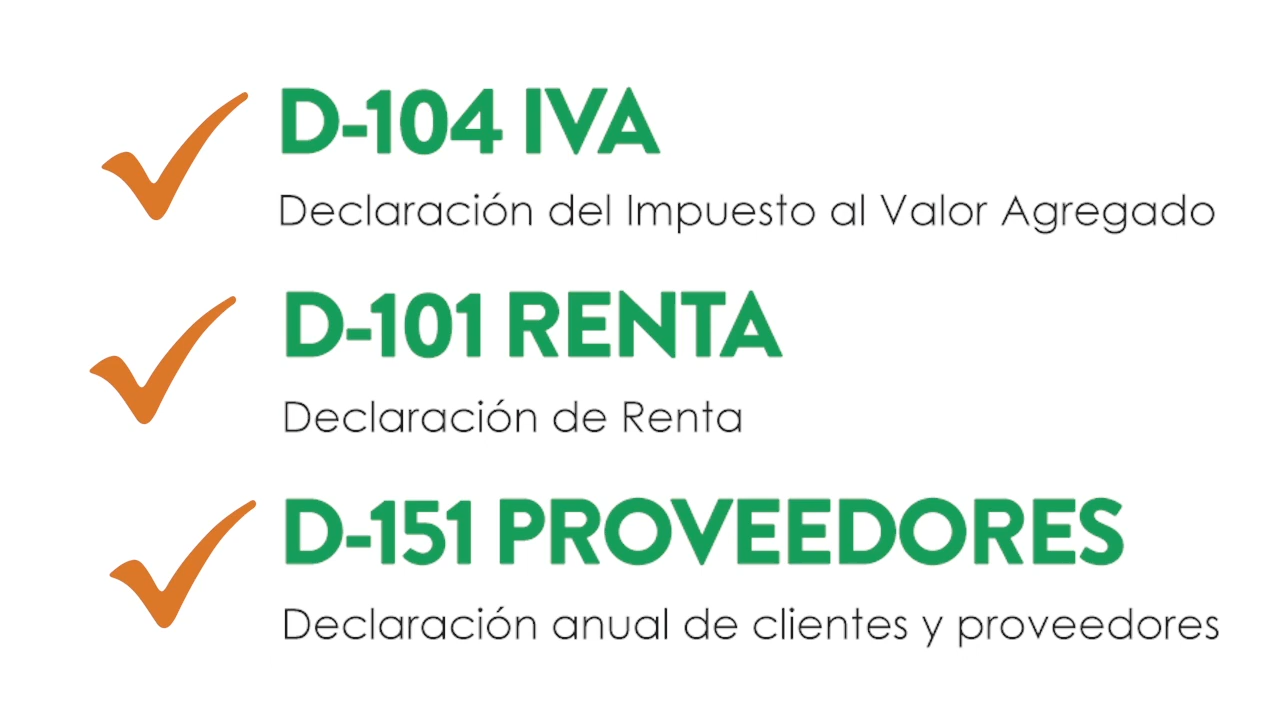 D-104 IVA
Declaración del Impuesto al Valor Agregado
D-101 RENTA
Declaración de Renta
D-151 PROVEEDORES
Declaración anual de clientes y proveedores